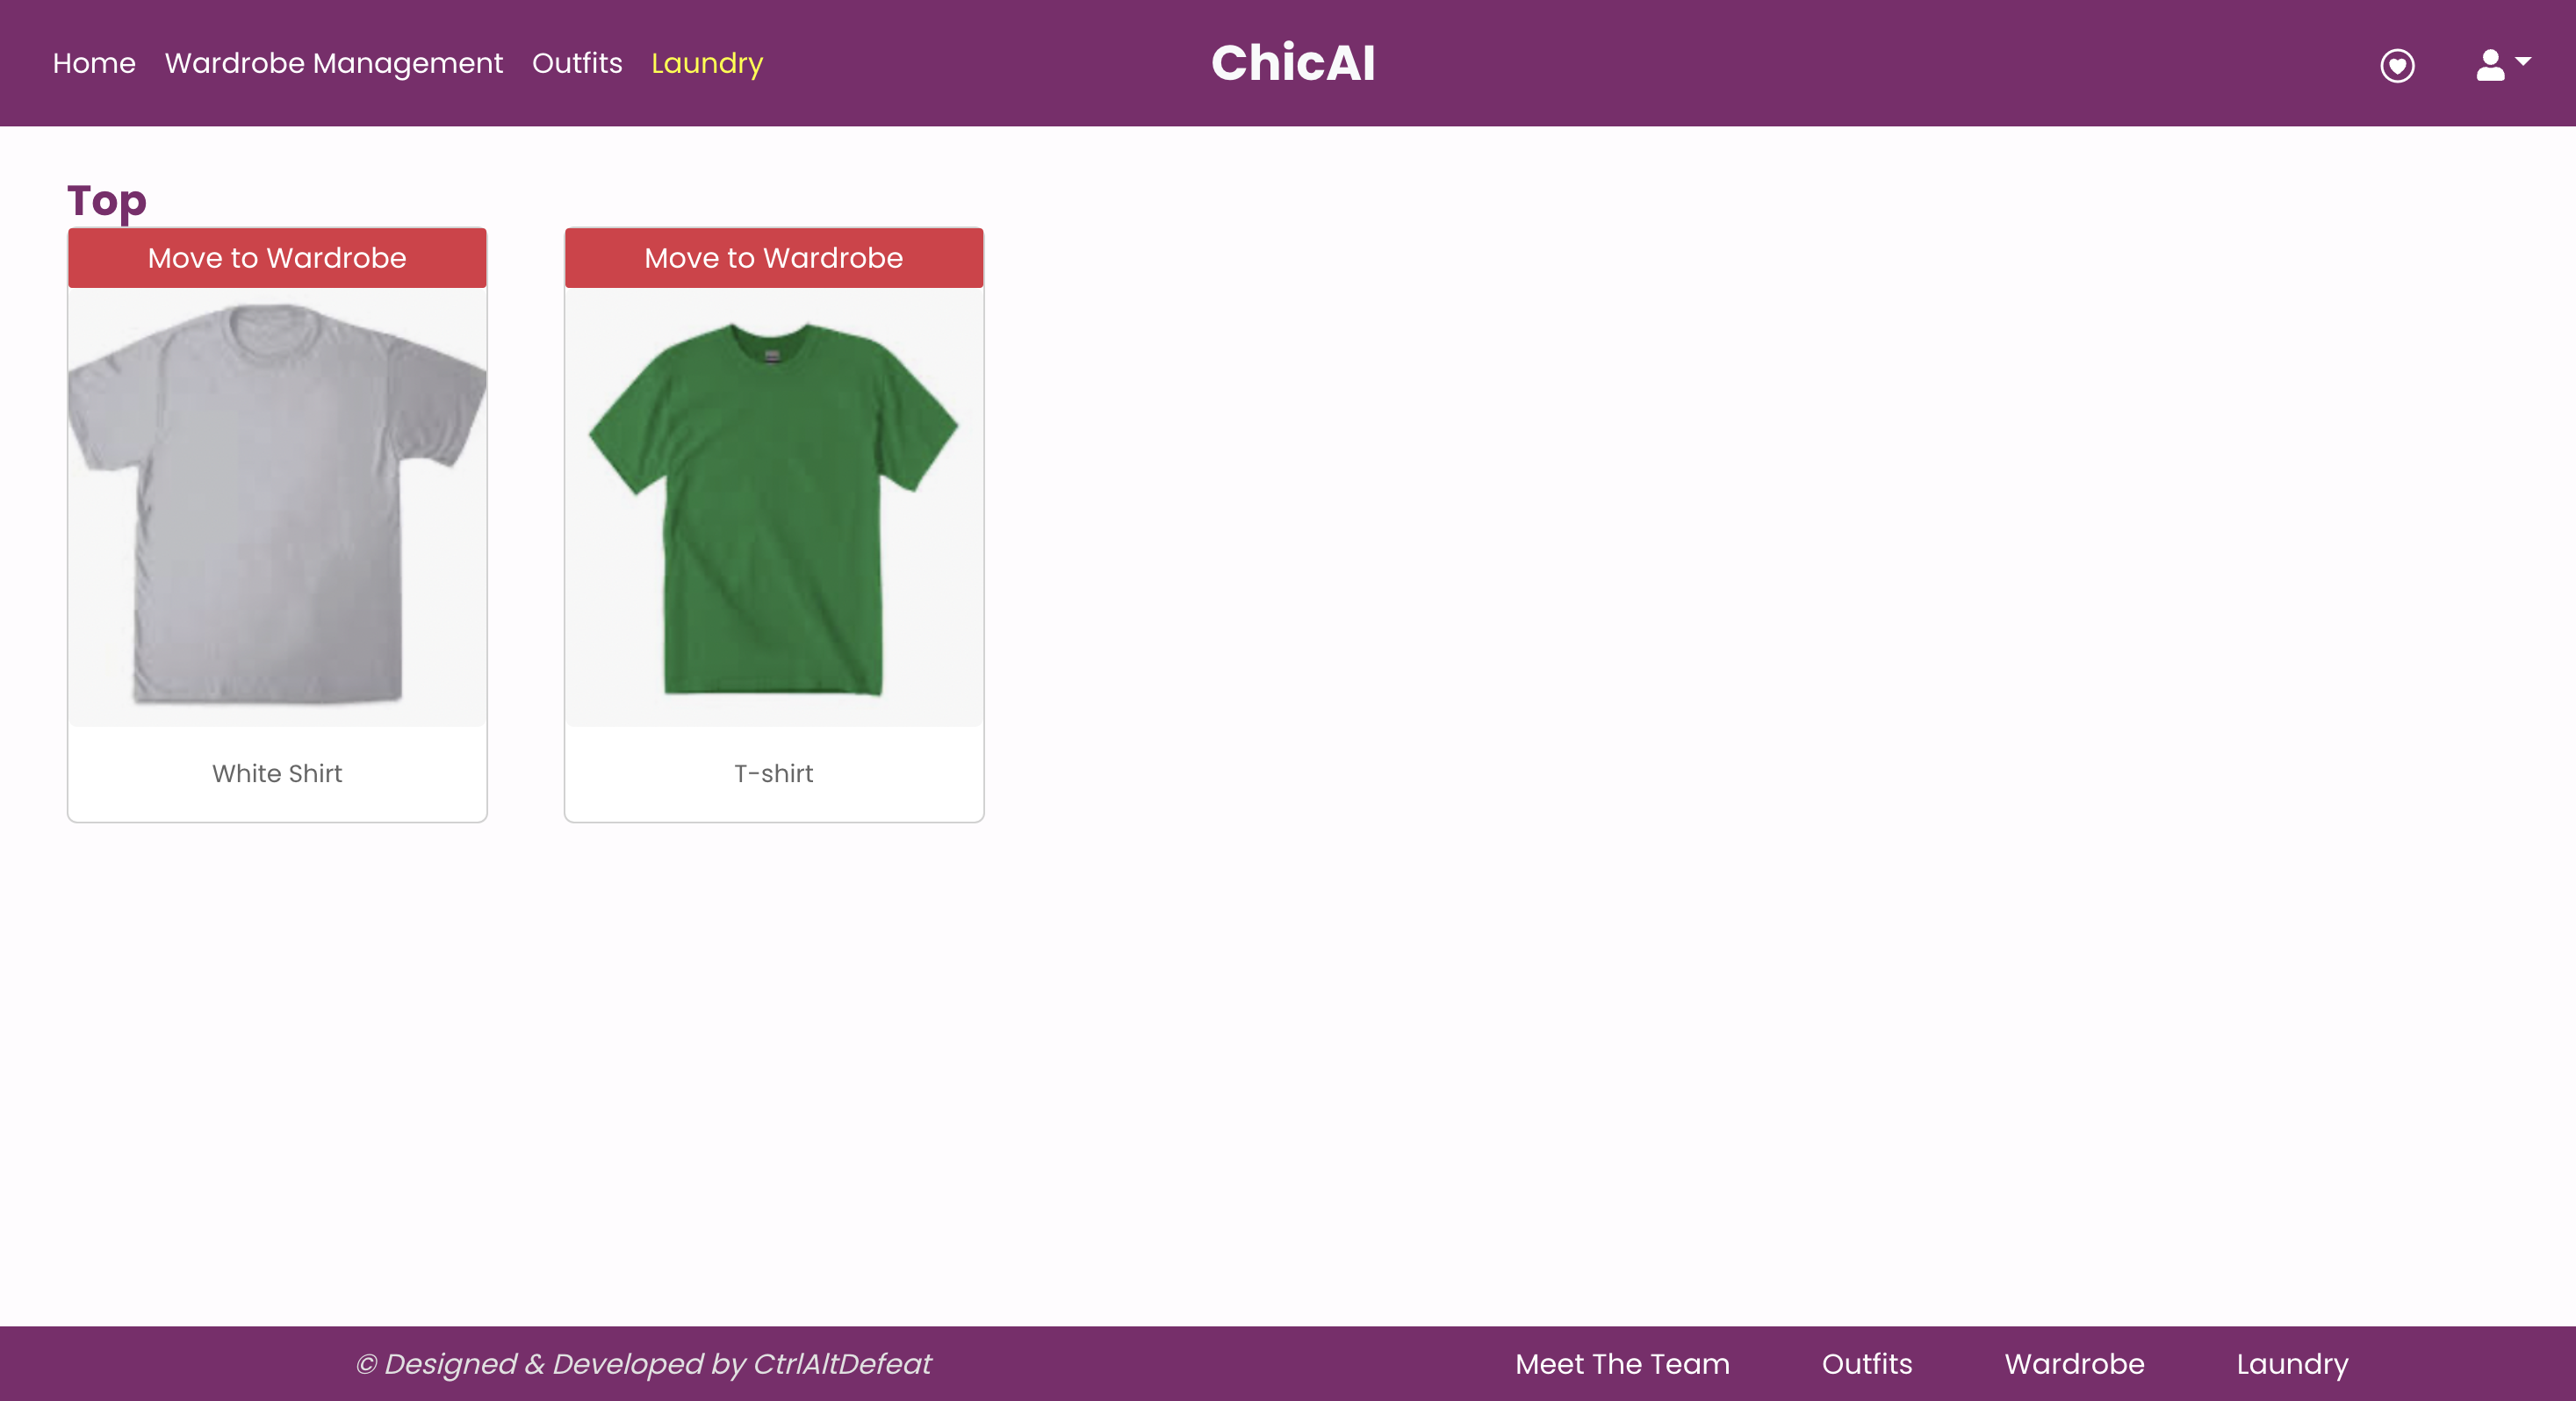 Home Wardrobe Management Outfits Laundry ChicAI
Top
Move to Wardrobe Move to Wardrobe
White Shirt T-shirt
© Designed & Developed by CtrlAltDefeat Meet The Team Outfits Wardrobe Laundry